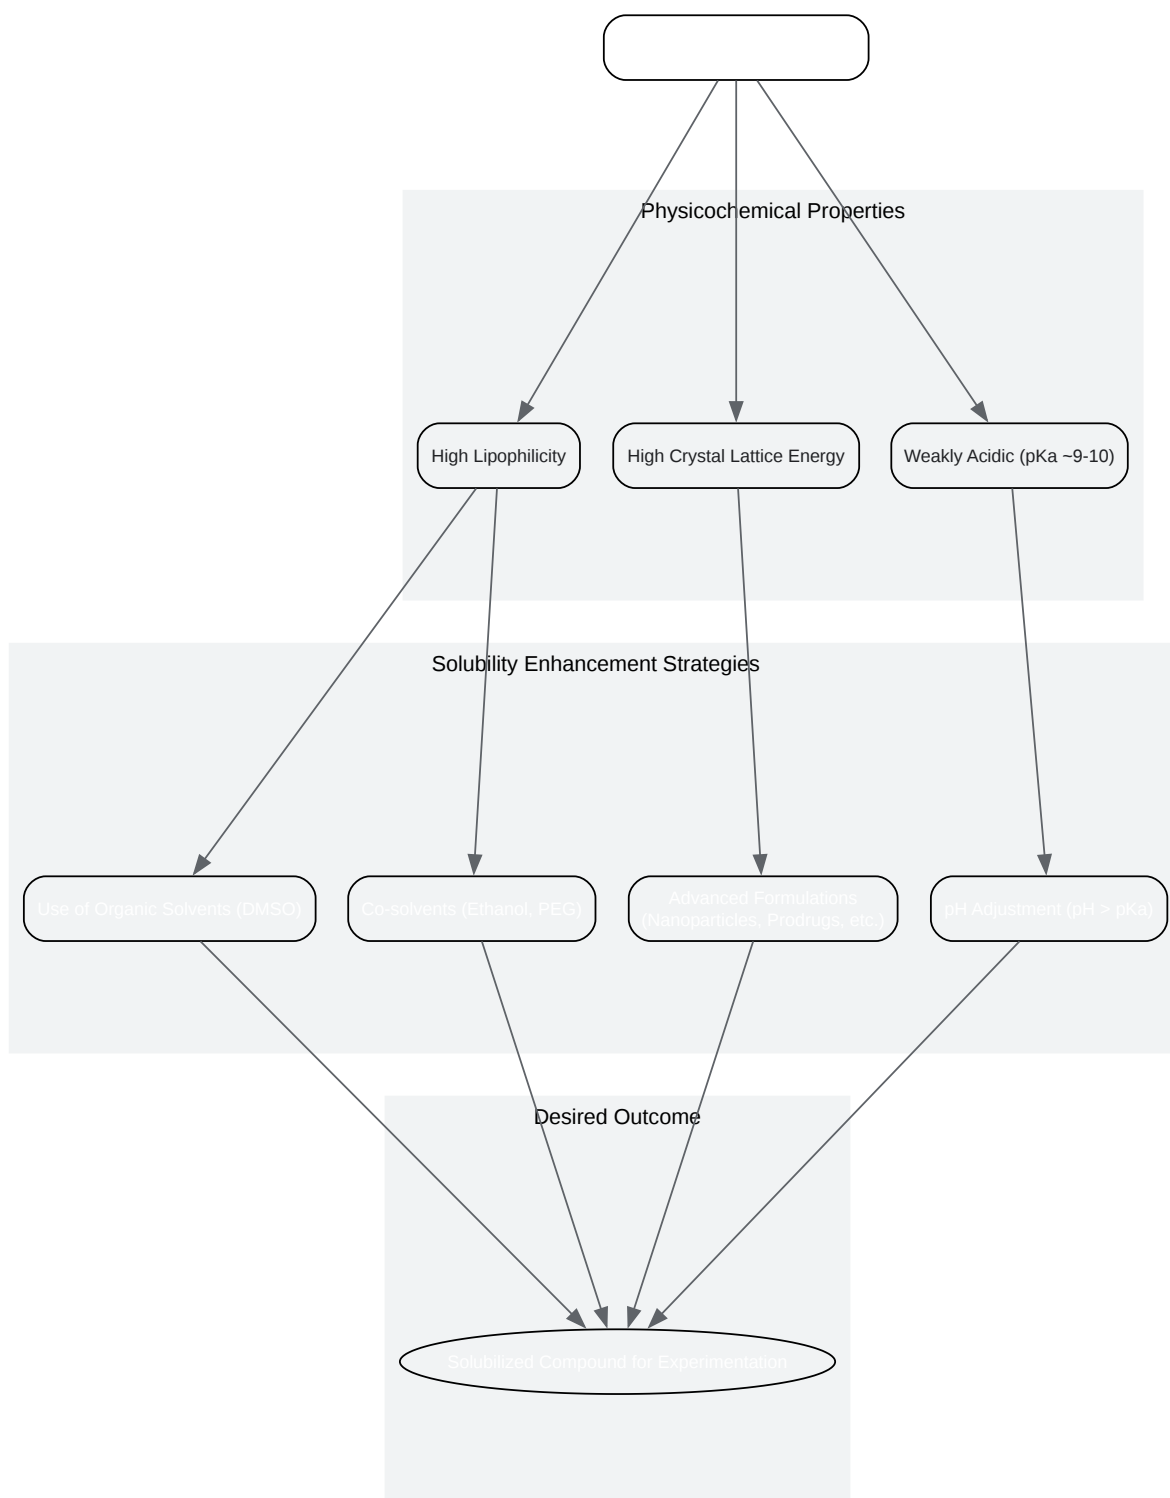 Physicochemical Properties
High Lipophilicity
High Crystal Lattice Energy
Weakly Acidic (pKa ~9-10)
Solubility Enhancement Strategies
Use of Organic Solvents (DMSO)
Co-solvents (Ethanol, PEG)
Advanced Formulations
(Nanoparticles, Prodrugs, etc.)
pH Adjustment (pH > pKa)
Desired Outcome
Solubilized Compound for Experimentation